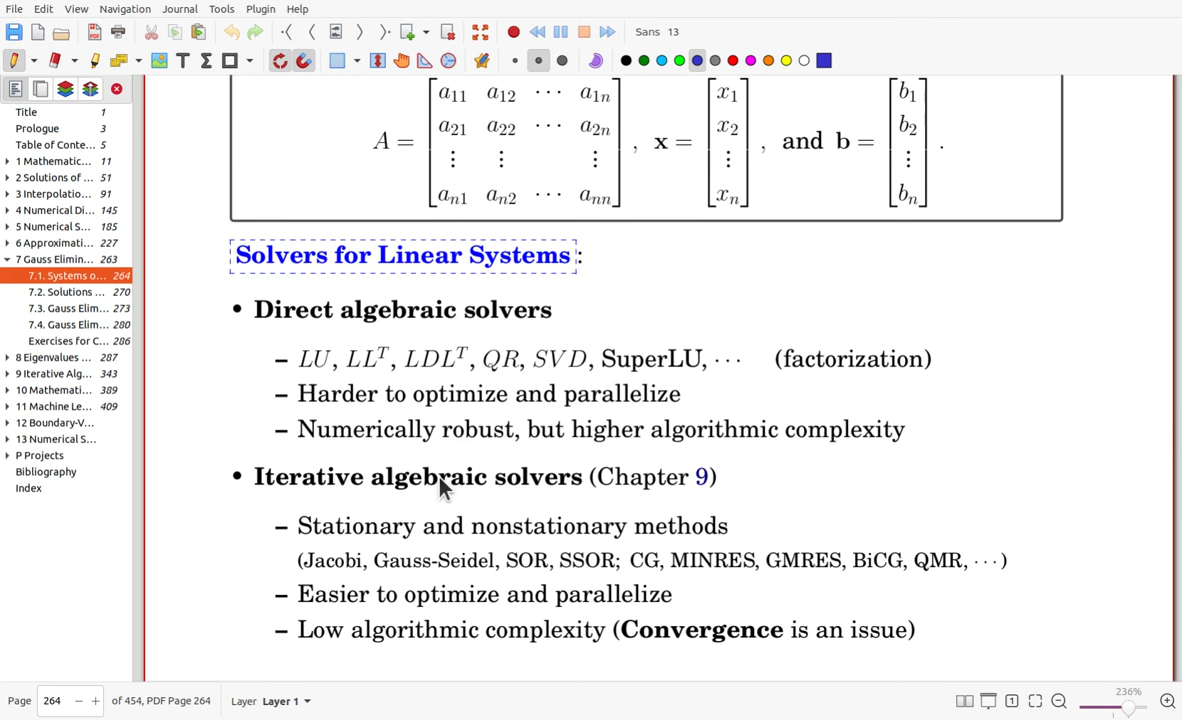 File Edit View Navigation Journal Tools Plugin Help
Sans 13
Title 1
Prologue 3
Table of Conte... 5
1 Mathematic... 11
2 Solutions of ... 51
3 Interpolatio... 91
4 Numerical Di... 145
5 Numerical S... 185
6 Approximati... 227
7 Gauss Elimin... 263
7.1. Systems o... 264
7.2. Solutions ... 270
7.3. Gauss Elim... 273
7.4. Gauss Elim... 280
Exercises for C... 286
8 Eigenvalues ... 287
9 Iterative Alg... 343
10 Mathemati... 389
11 Machine Le... 409
12 Boundary-V...
13 Numerical S...
P Projects
Bibliography
Index
A = [a₁₁ a₁₂ ⋯ a₁ₙ
a₂₁ a₂₂ ⋯ a₂ₙ
⋮ ⋮ ⋮
aₙ₁ aₙ₂ ⋯ aₙₙ] , x = [x₁
x₂
⋮
xₙ] , and b = [b₁
b₂
⋮
bₙ] .
Solvers for Linear Systems:
• Direct algebraic solvers
– LU, LLᵀ, LDLᵀ, QR, SVD, SuperLU, ⋯ (factorization)
– Harder to optimize and parallelize
– Numerically robust, but higher algorithmic complexity
• Iterative algebraic solvers (Chapter 9)
– Stationary and nonstationary methods
(Jacobi, Gauss-Seidel, SOR, SSOR; CG, MINRES, GMRES, BiCG, QMR, ⋯)
– Easier to optimize and parallelize
– Low algorithmic complexity (Convergence is an issue)
Page 264 − + of 454, PDF Page 264 Layer Layer 1 236%